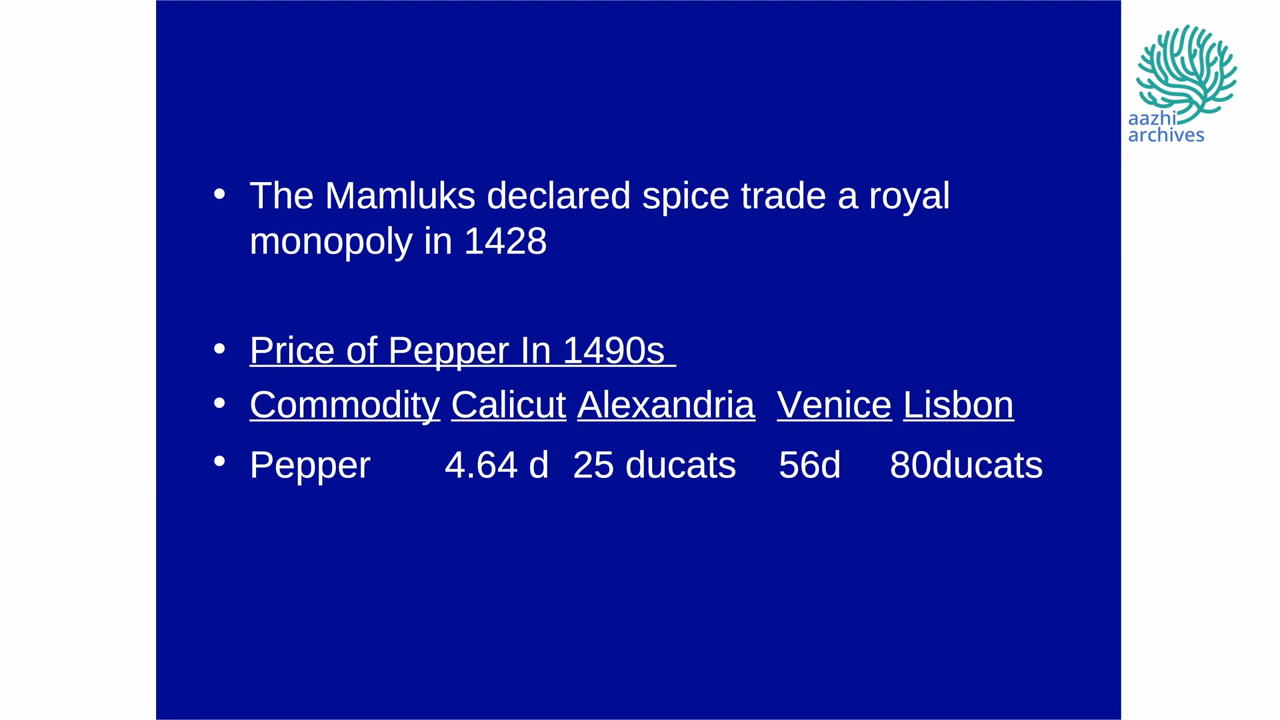 aazhi
archives
• The Mamluks declared spice trade a royal
monopoly in 1428
• Price of Pepper In 1490s
• Commodity Calicut Alexandria Venice Lisbon
• Pepper 4.64 d 25 ducats 56d 80ducats